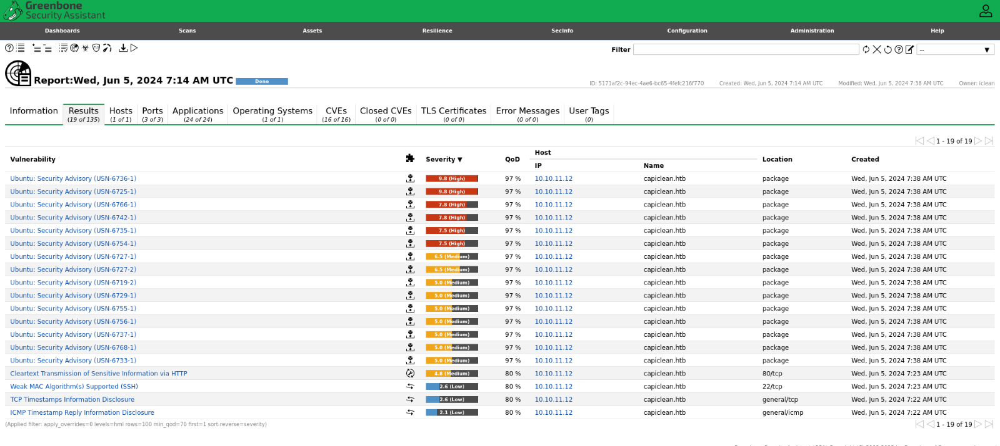 Greenbone
Security Assistant
Dashboards Scans Assets Resilience SecInfo Configuration Administration Help
Filter --
Report:Wed, Jun 5, 2024 7:14 AM UTC Done ID: 5171af2c-94ec-4ae6-bc65-4fefc216f770 Created: Wed, Jun 5, 2024 7:14 AM UTC Modified: Wed, Jun 5, 2024 7:38 AM UTC Owner: iclean
Information Results Hosts Ports Applications Operating Systems CVEs Closed CVEs TLS Certificates Error Messages User Tags
(19 of 135) (1 of 1) (3 of 3) (24 of 24) (1 of 1) (16 of 16) (0 of 0) (0 of 0) (0 of 0) (0)
1 - 19 of 19
Vulnerability Severity ▼ QoD Host Location Created
IP Name
Ubuntu: Security Advisory (USN-6736-1) 9.8 (High) 97 % 10.10.11.12 capiclean.htb package Wed, Jun 5, 2024 7:38 AM UTC
Ubuntu: Security Advisory (USN-6725-1) 9.8 (High) 97 % 10.10.11.12 capiclean.htb package Wed, Jun 5, 2024 7:38 AM UTC
Ubuntu: Security Advisory (USN-6766-1) 7.8 (High) 97 % 10.10.11.12 capiclean.htb package Wed, Jun 5, 2024 7:38 AM UTC
Ubuntu: Security Advisory (USN-6742-1) 7.8 (High) 97 % 10.10.11.12 capiclean.htb package Wed, Jun 5, 2024 7:38 AM UTC
Ubuntu: Security Advisory (USN-6735-1) 7.5 (High) 97 % 10.10.11.12 capiclean.htb package Wed, Jun 5, 2024 7:38 AM UTC
Ubuntu: Security Advisory (USN-6754-1) 7.5 (High) 97 % 10.10.11.12 capiclean.htb package Wed, Jun 5, 2024 7:38 AM UTC
Ubuntu: Security Advisory (USN-6727-1) 6.5 (Medium) 97 % 10.10.11.12 capiclean.htb package Wed, Jun 5, 2024 7:38 AM UTC
Ubuntu: Security Advisory (USN-6727-2) 6.5 (Medium) 97 % 10.10.11.12 capiclean.htb package Wed, Jun 5, 2024 7:38 AM UTC
Ubuntu: Security Advisory (USN-6719-2) 5.0 (Medium) 97 % 10.10.11.12 capiclean.htb package Wed, Jun 5, 2024 7:38 AM UTC
Ubuntu: Security Advisory (USN-6729-1) 5.0 (Medium) 97 % 10.10.11.12 capiclean.htb package Wed, Jun 5, 2024 7:38 AM UTC
Ubuntu: Security Advisory (USN-6755-1) 5.0 (Medium) 97 % 10.10.11.12 capiclean.htb package Wed, Jun 5, 2024 7:38 AM UTC
Ubuntu: Security Advisory (USN-6756-1) 5.0 (Medium) 97 % 10.10.11.12 capiclean.htb package Wed, Jun 5, 2024 7:38 AM UTC
Ubuntu: Security Advisory (USN-6737-1) 5.0 (Medium) 97 % 10.10.11.12 capiclean.htb package Wed, Jun 5, 2024 7:38 AM UTC
Ubuntu: Security Advisory (USN-6768-1) 5.0 (Medium) 97 % 10.10.11.12 capiclean.htb package Wed, Jun 5, 2024 7:38 AM UTC
Ubuntu: Security Advisory (USN-6733-1) 5.0 (Medium) 97 % 10.10.11.12 capiclean.htb package Wed, Jun 5, 2024 7:38 AM UTC
Cleartext Transmission of Sensitive Information via HTTP 4.8 (Medium) 80 % 10.10.11.12 capiclean.htb 80/tcp Wed, Jun 5, 2024 7:23 AM UTC
Weak MAC Algorithm(s) Supported (SSH) 2.6 (Low) 80 % 10.10.11.12 capiclean.htb 22/tcp Wed, Jun 5, 2024 7:23 AM UTC
TCP Timestamps Information Disclosure 2.6 (Low) 80 % 10.10.11.12 capiclean.htb general/tcp Wed, Jun 5, 2024 7:22 AM UTC
ICMP Timestamp Reply Information Disclosure 2.1 (Low) 80 % 10.10.11.12 capiclean.htb general/icmp Wed, Jun 5, 2024 7:22 AM UTC
(Applied filter: apply_overrides=0 levels=hml rows=100 min_qod=70 first=1 sort-reverse=severity) 1 - 19 of 19